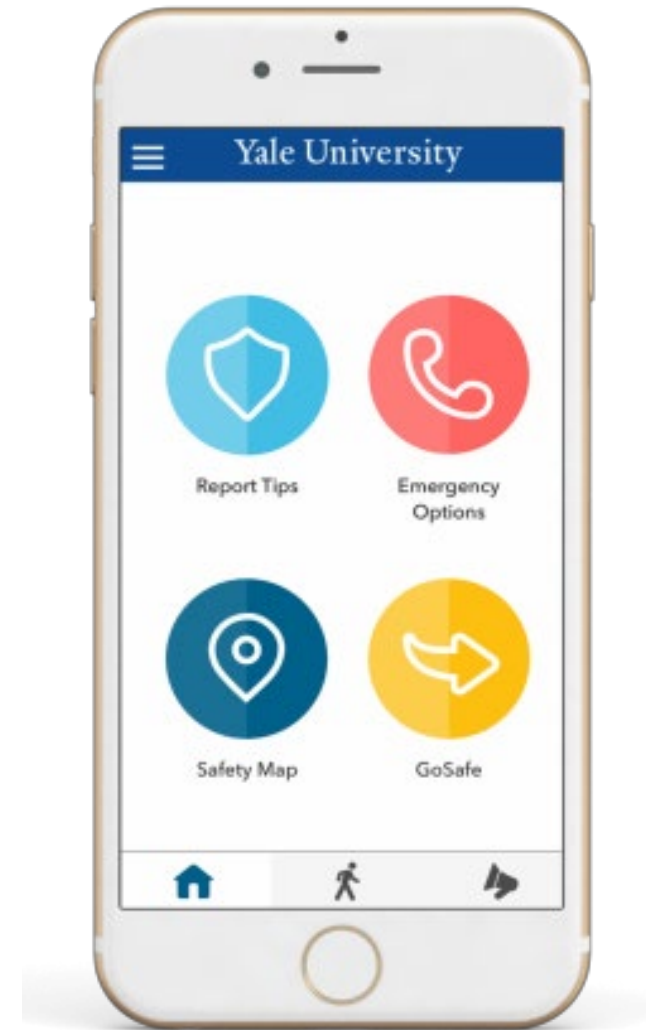 Yale University
Report Tips
Emergency
Options
Safety Map
GoSafe